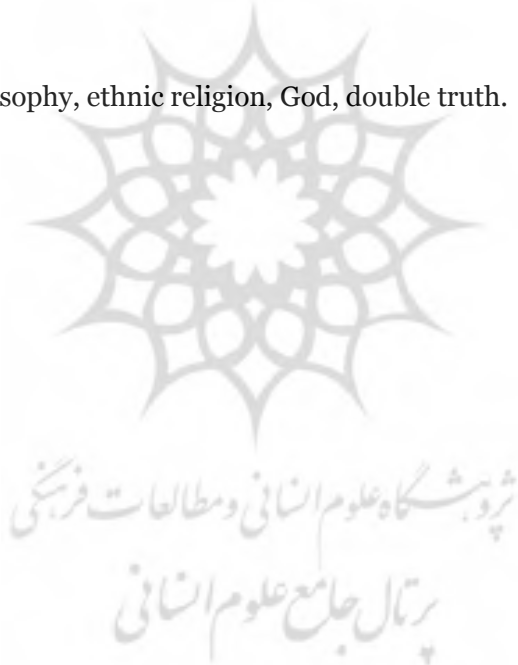 sophy, ethnic religion, God, double truth.
پژوهشگاه علوم انسانی و مطالعات فرهنگی
پرتال جامع علوم انسانی